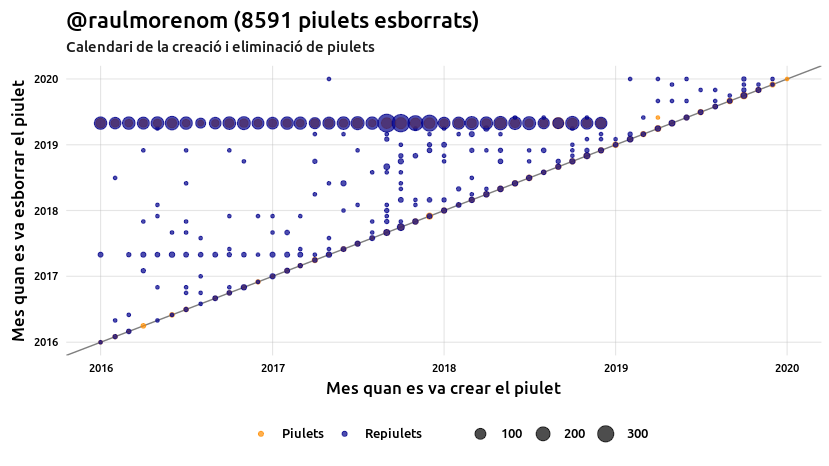 @raulmorenom (8591 piulets esborrats)
Calendari de la creació i eliminació de piulets
Mes quan es va esborrar el piulet
2020
2019
2018
2017
2016
2016 2017 2018 2019 2020
Mes quan es va crear el piulet
Piulets Repiulets 100 200 300